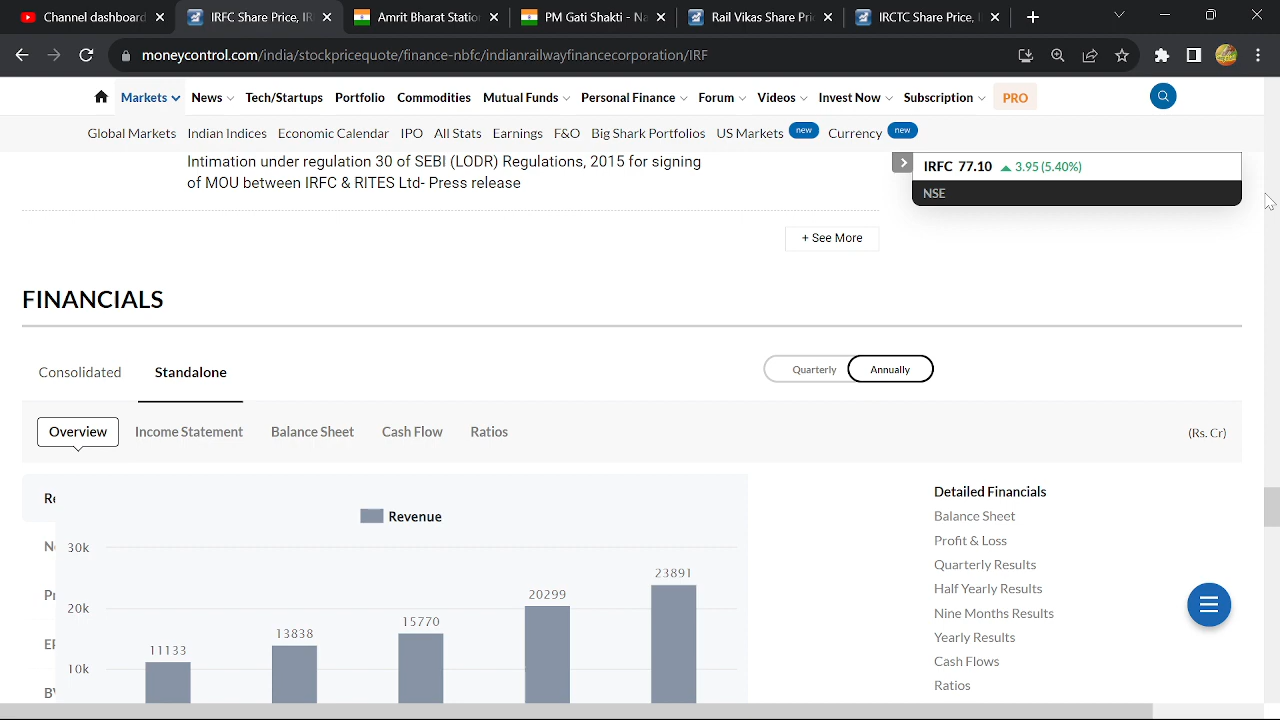 Channel dashboard
IRFC Share Price, IR
Amrit Bharat station
PM Gati Shakti - Na
Rail Vikas Share Pric
IRCTC Share Price,
moneycontrol.com/india/stockpricequote/finance-nbfc/indianrailwayfinancecorporation/IRF
Markets News Tech/Startups Portfolio Commodities Mutual Funds Personal Finance Forum Videos Invest Now Subscription PRO
Global Markets Indian Indices Economic Calendar IPO All Stats Earnings F&O Big Shark Portfolios US Markets new Currency new
Intimation under regulation 30 of SEBI (LODR) Regulations, 2015 for signing
of MOU between IRFC & RITES Ltd- Press release
IRFC 77.10 3.95 (5.40%)
NSE
+ See More
FINANCIALS
Consolidated Standalone
Quarterly Annually
Overview Income Statement Balance Sheet Cash Flow Ratios
(Rs. Cr)
Revenue
30k
20k
10k
11133
13838
15770
20299
23891
Detailed Financials
Balance Sheet
Profit & Loss
Quarterly Results
Half Yearly Results
Nine Months Results
Yearly Results
Cash Flows
Ratios